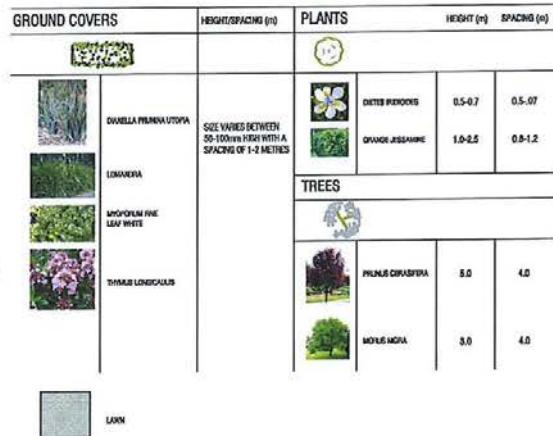 GROUND COVERS
HEIGHT/SPACING (m)
DIANELLA PRUNINA UTOPIA
LOMANDRA
MYOPORUM FINE
LEAF WHITE
THYMUS LONGICAULIS
SIZE VARIES BETWEEN
50-100mm HIGH WITH A
SPACING OF 1-2 METRES
LAWN
PLANTS
HEIGHT (m)
SPACING (m)
DIETES IRIDIOIDES
0.5-0.7
0.5-.07
ORANGE JESSAMINE
1.0-2.5
0.8-1.2
TREES
PRUNUS CERASIFERA
5.0
4.0
MORUS NIGRA
3.0
4.0